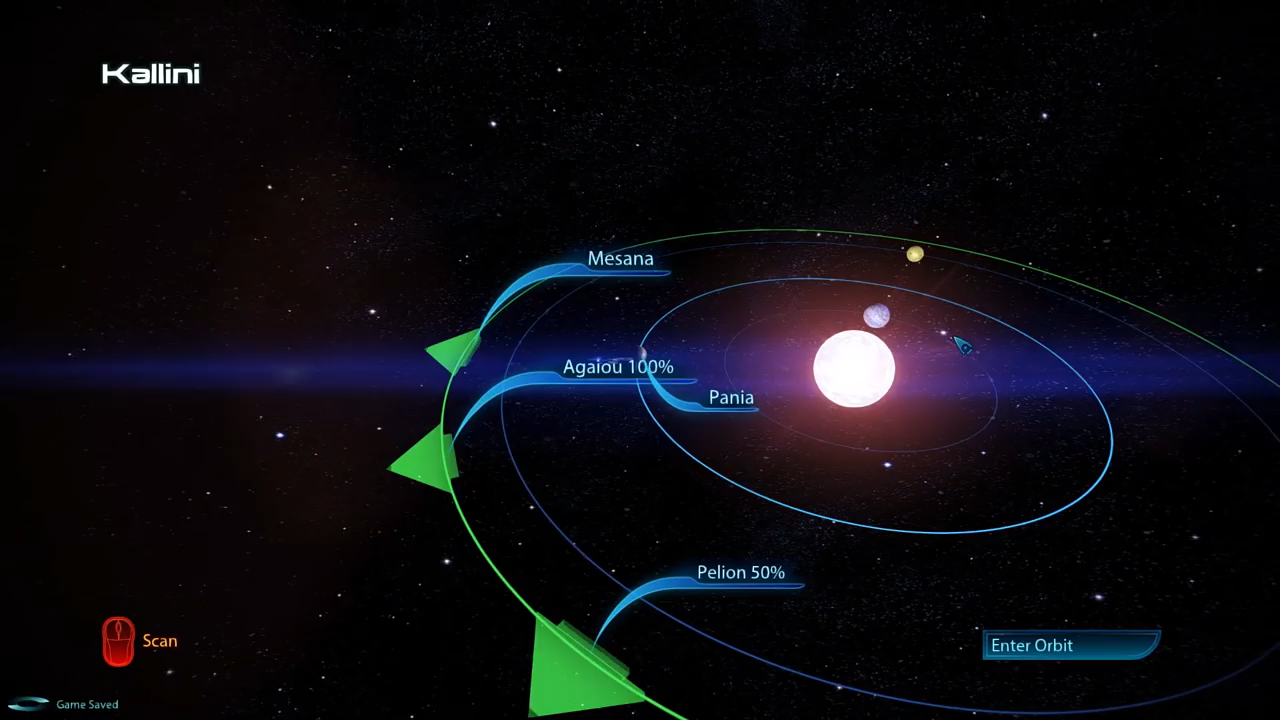 Kallini
Mesana
Agaiou 100%
Pania
Pelion 50%
Scan
Enter Orbit
Game Saved